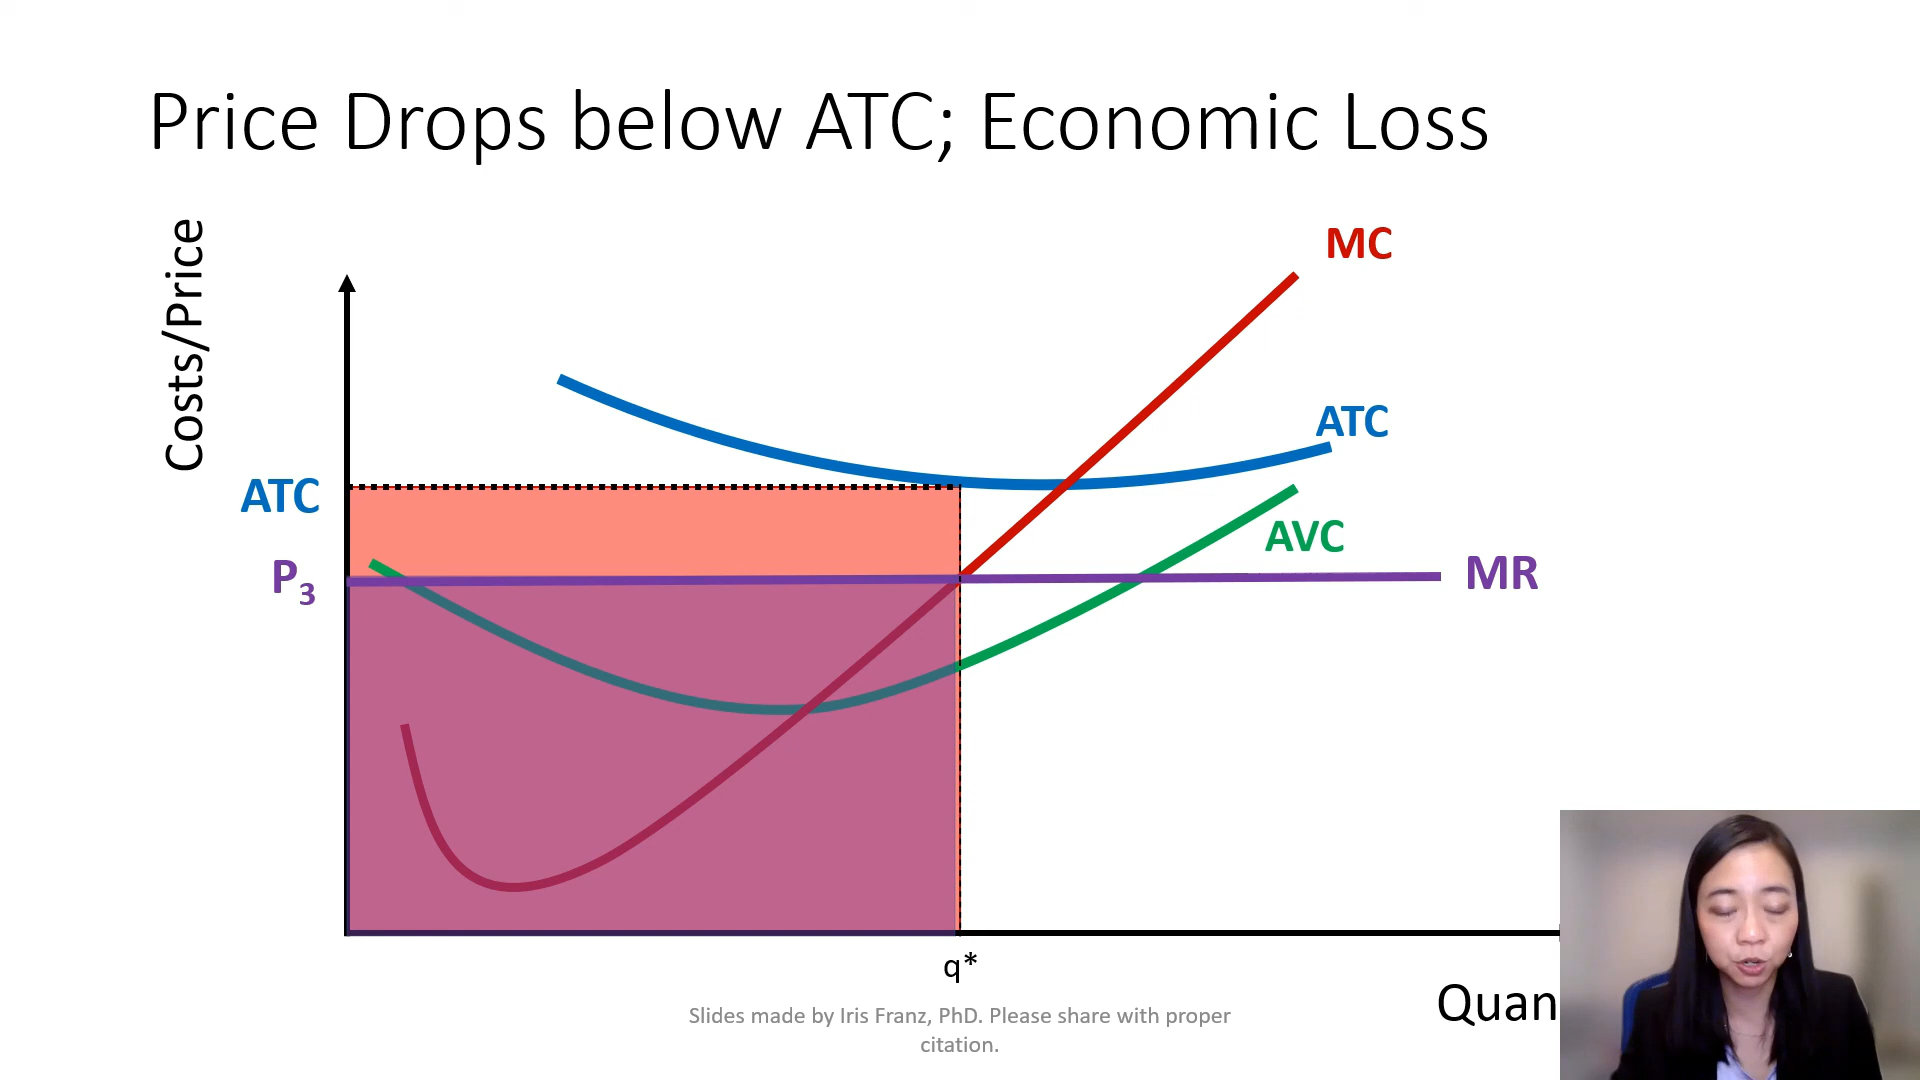 Price Drops below ATC; Economic Loss
Costs/Price
MC
ATC
ATC
AVC
P₃
MR
q*
Quan
Slides made by Iris Franz, PhD. Please share with proper
citation.